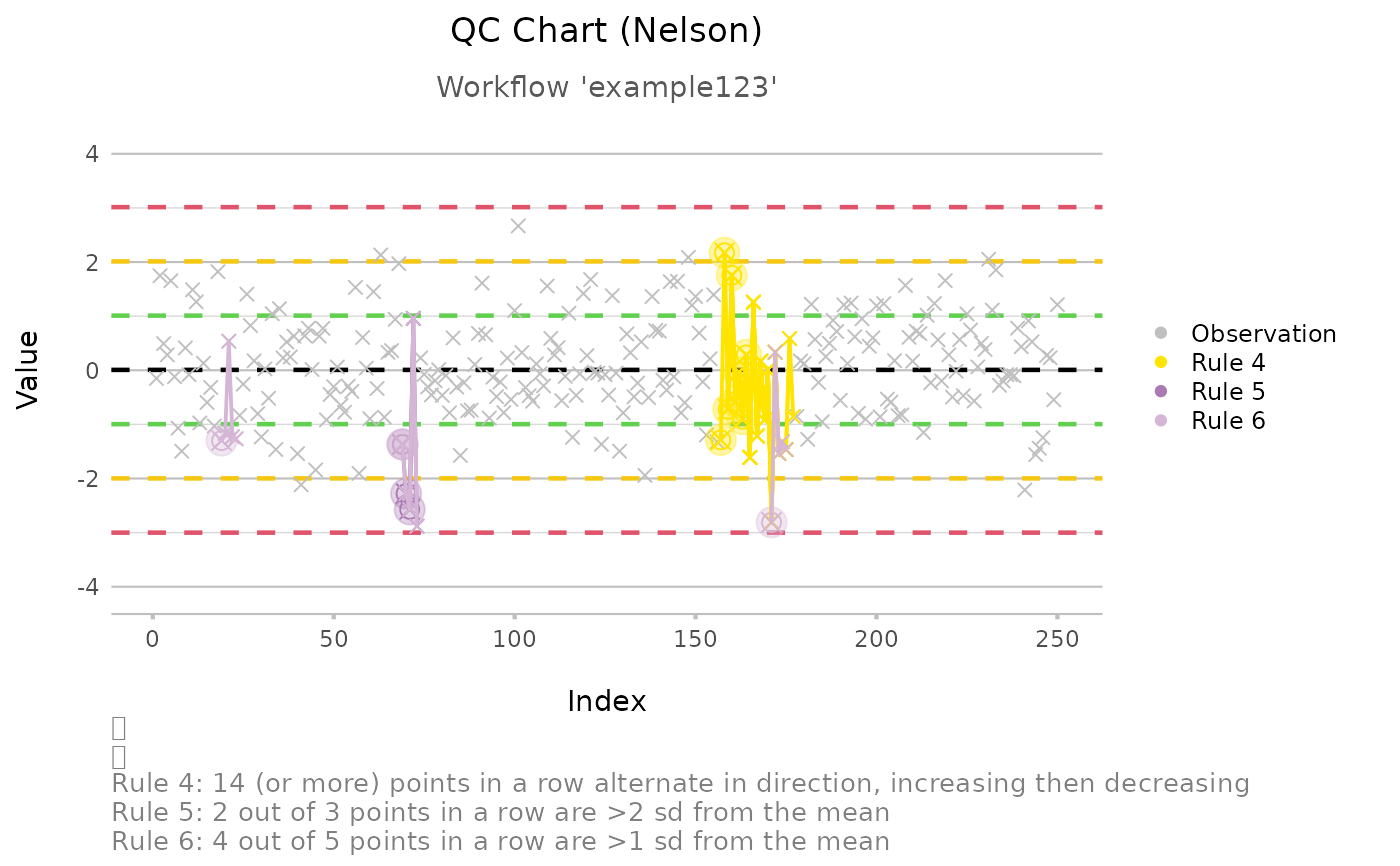 QC Chart (Nelson)
Workflow 'example123'
Value
4
2
0
-2
-4
0 50 100 150 200 250
Index
Observation
Rule 4
Rule 5
Rule 6
Rule 4: 14 (or more) points in a row alternate in direction, increasing then decreasing
Rule 5: 2 out of 3 points in a row are >2 sd from the mean
Rule 6: 4 out of 5 points in a row are >1 sd from the mean